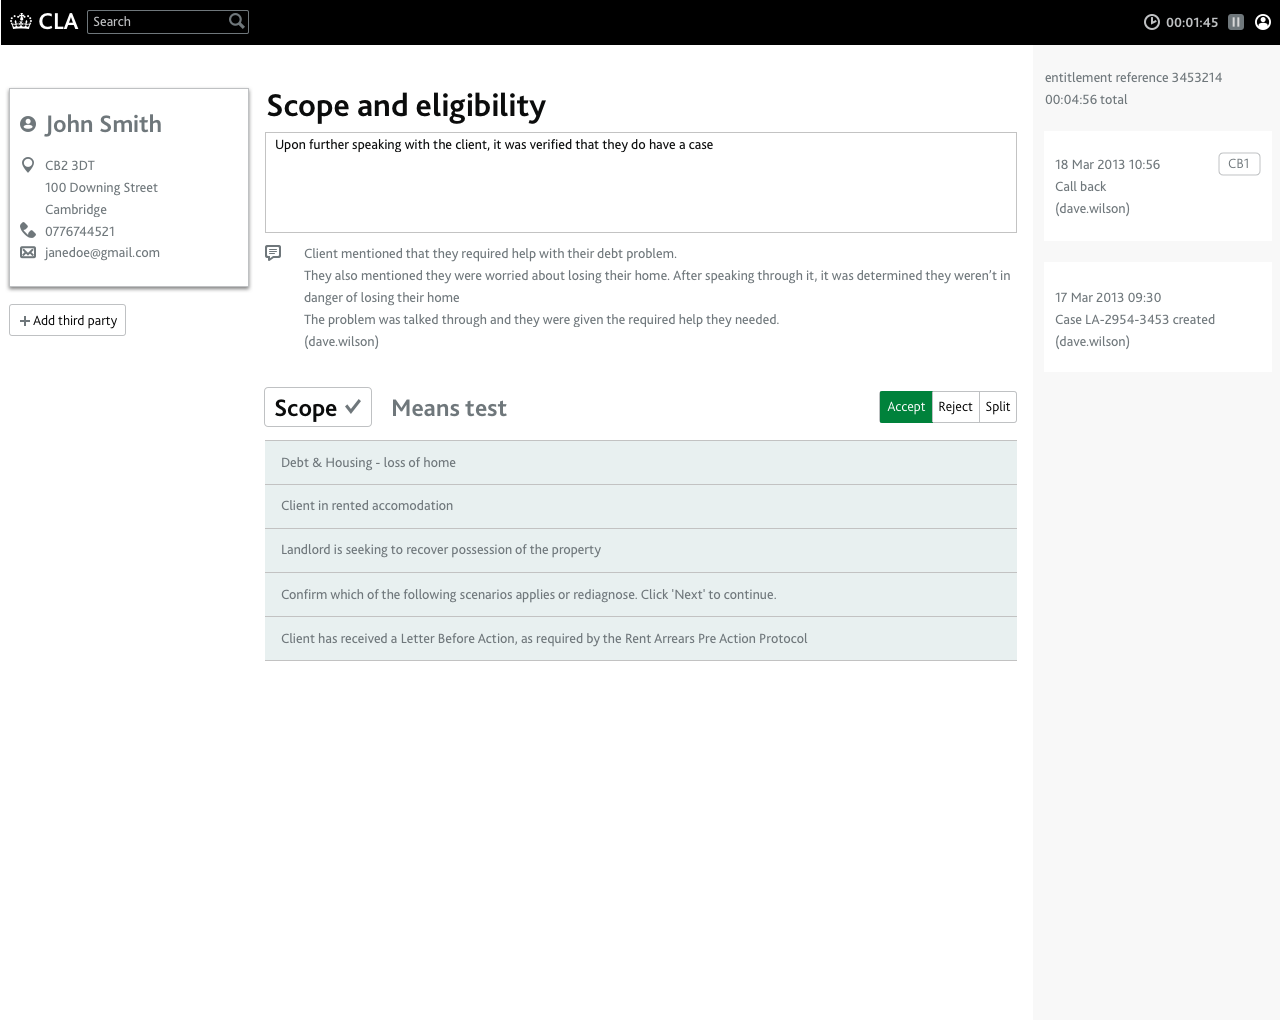 CLA
Search
00:01:45
John Smith
CB2 3DT
100 Downing Street
Cambridge
0776744521
janedoe@gmail.com
Add third party
Scope and eligibility
Upon further speaking with the client, it was verified that they do have a case
Client mentioned that they required help with their debt problem.
They also mentioned they were worried about losing their home. After speaking through it, it was determined they weren't in
danger of losing their home
The problem was talked through and they were given the required help they needed.
(dave.wilson)
Scope
Means test
Accept
Reject
Split
Debt & Housing - loss of home
Client in rented accomodation
Landlord is seeking to recover possession of the property
Confirm which of the following scenarios applies or rediagnose. Click 'Next' to continue.
Client has received a Letter Before Action, as required by the Rent Arrears Pre Action Protocol
entitlement reference 3453214
00:04:56 total
18 Mar 2013 10:56
CB1
Call back
(dave.wilson)
17 Mar 2013 09:30
Case LA-2954-3453 created
(dave.wilson)